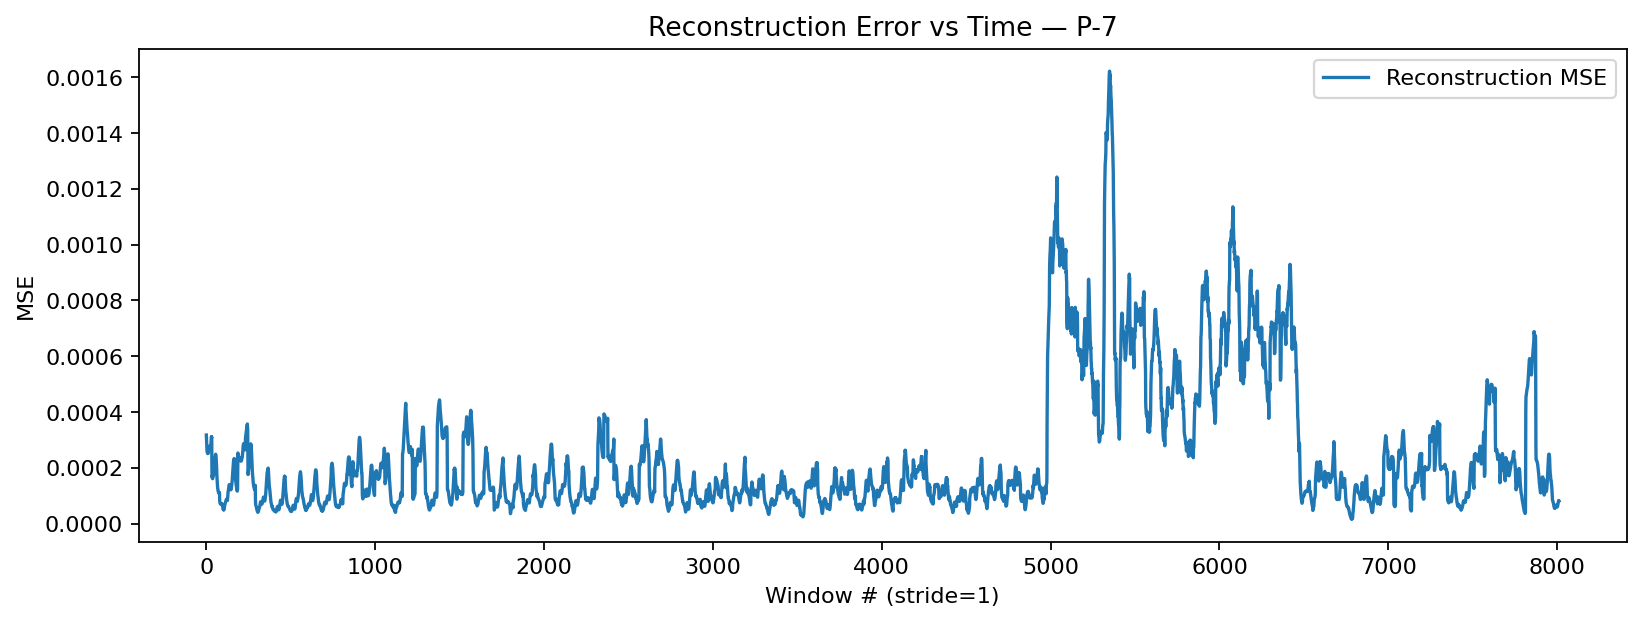 Reconstruction Error vs Time — P-7
Reconstruction MSE
MSE
0.0016
0.0014
0.0012
0.0010
0.0008
0.0006
0.0004
0.0002
0.0000
0 1000 2000 3000 4000 5000 6000 7000 8000
Window # (stride=1)